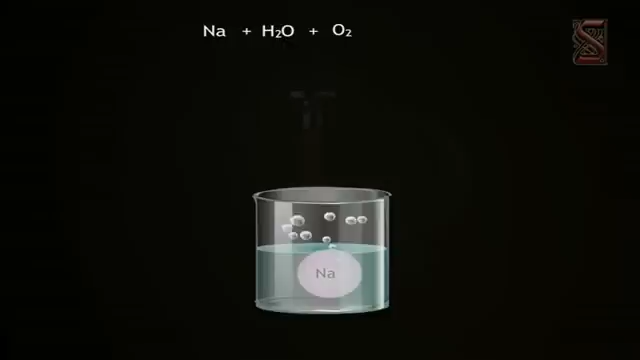 Na + H₂O + O₂
Na